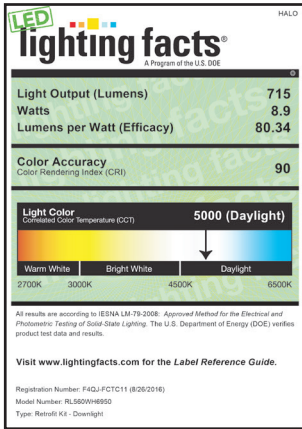 HALO
LED
lighting facts®
A Program of the U.S. DOE
Light Output (Lumens) 715
Watts 8.9
Lumens per Watt (Efficacy) 80.34
Color Accuracy
Color Rendering Index (CRI) 90
Light Color
Correlated Color Temperature (CCT) 5000 (Daylight)
Warm White Bright White Daylight
2700K 3000K 4500K 6500K
All results are according to IESNA LM-79-2008: Approved Method for the Electrical and
Photometric Testing of Solid-State Lighting. The U.S. Department of Energy (DOE) verifies
product test data and results.
Visit www.lightingfacts.com for the Label Reference Guide.
Registration Number: F4QJ-FCTC11 (8/26/2016)
Model Number: RL560WH6950
Type: Retrofit Kit - Downlight